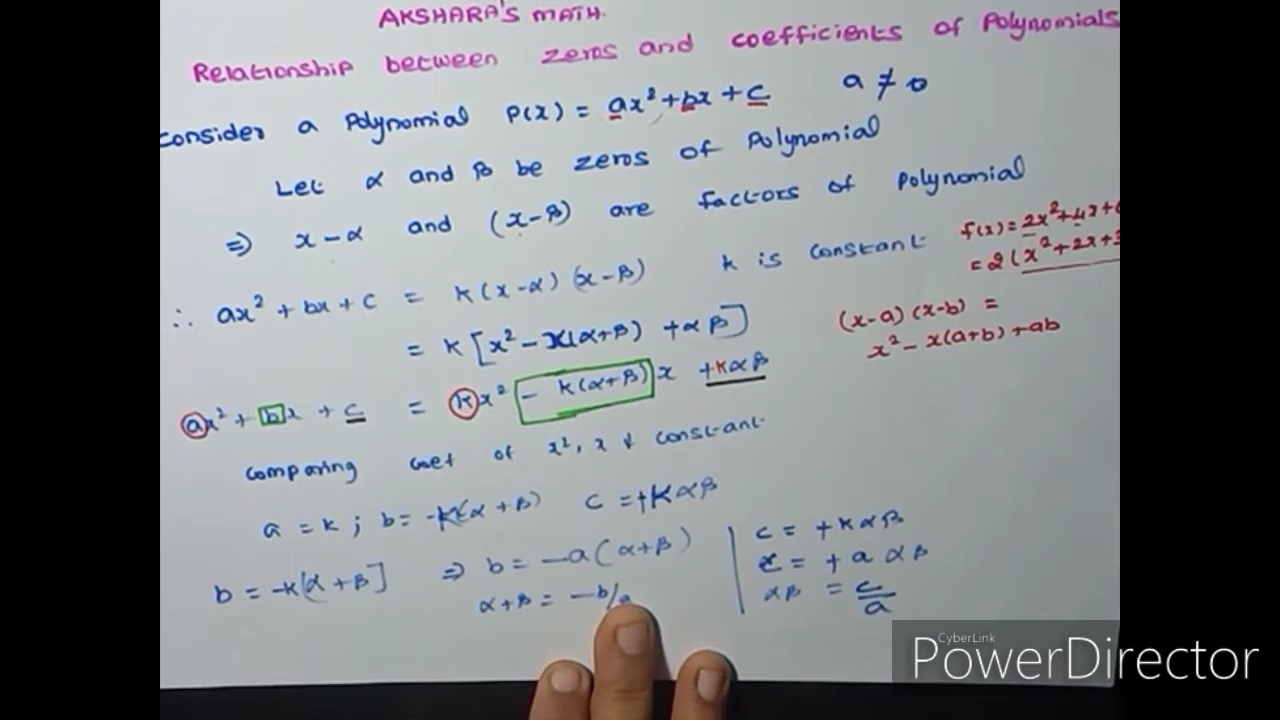 AKSHARA'S MATH.
Relationship between zeros and coefficients of Polynomials
consider a Polynomial P(x) = ax² + bx + c a ≠ 0
Let α and β be zeros of Polynomial
⇒ x-α and (x-β) are factors of polynomial
∴ ax² + bx + c = k(x-α)(x-β) k is constant
f(x) = 2x²+4x+6
= 2(x²+2x+3
= k[x² - x(α+β) + αβ]
(x-a)(x-b) =
x² - x(a+b) + ab
ax² + bx + c = kx² - k(α+β)x + kαβ
comparing coef of x², x & constant
a = k ; b = -k(α+β) c = +kαβ
b = -k[α+β] ⇒ b = -a(α+β)
α+β = -b/a
c = +kαβ
c = +aαβ
αβ = c/a
CyberLink
PowerDirector